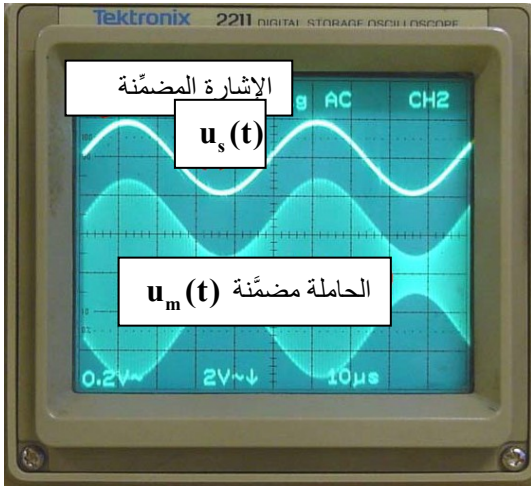 Tektronix 2211 DIGITAL STORAGE OSCILLOSCOPE
الإشارة المضمِّنة
g AC CH2
u_s(t)
الحاملة مضمَّنة u_m(t)
0.2V~ 2V~↓ 10µs